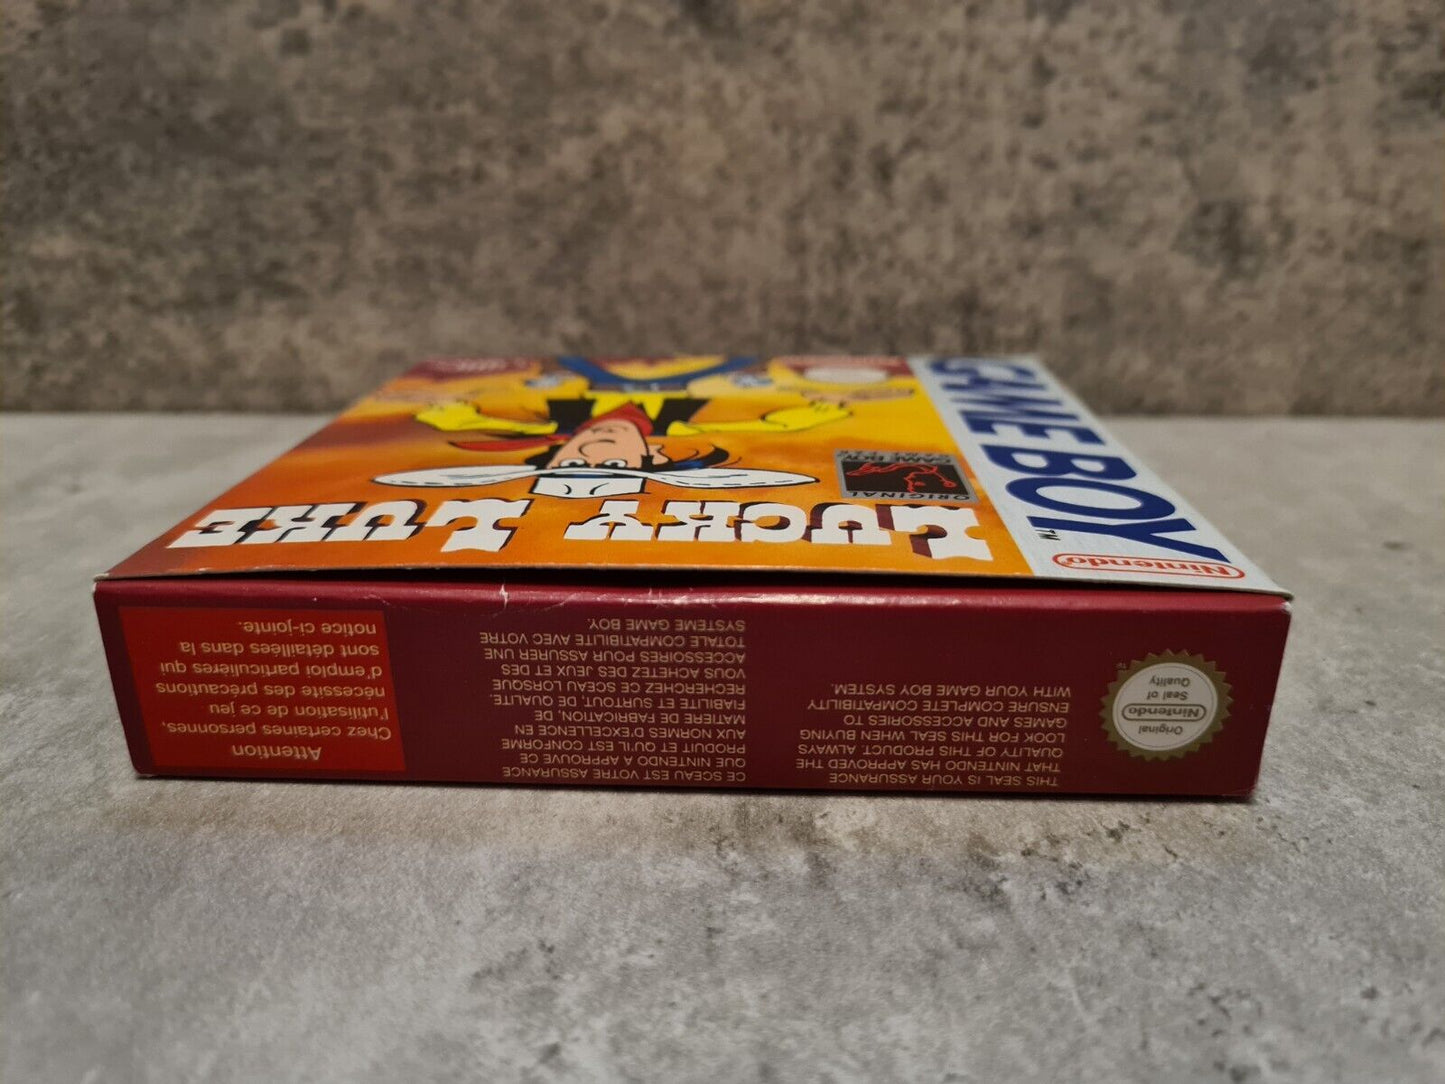 GAME BOY
TM
Nintendo
LUCKY LUKE
ORIGINAL
GAME BOY
THIS SEAL IS YOUR ASSURANCE
THAT NINTENDO HAS APPROVED THE
QUALITY OF THIS PRODUCT. ALWAYS
LOOK FOR THIS SEAL WHEN BUYING
GAMES AND ACCESSORIES TO
ENSURE COMPLETE COMPATIBILITY
WITH YOUR GAME BOY SYSTEM.
Original
Nintendo
Seal of
Quality
TM
CE SCEAU EST VOTRE ASSURANCE
QUE NINTENDO A APPROUVE CE
PRODUIT ET QU'IL EST CONFORME
AUX NORMES D'EXCELLENCE EN
MATIERE DE FABRICATION, DE
FIABILITE ET SURTOUT, DE QUALITE.
RECHERCHEZ CE SCEAU LORSQUE
VOUS ACHETEZ DES JEUX ET DES
ACCESSOIRES POUR ASSURER UNE
TOTALE COMPATIBILITE AVEC VOTRE
SYSTEME GAME BOY.
Attention
Chez certaines personnes,
l'utilisation de ce jeu
nécessite des précautions
d'emploi particulières qui
sont détaillées dans la
notice ci-jointe.